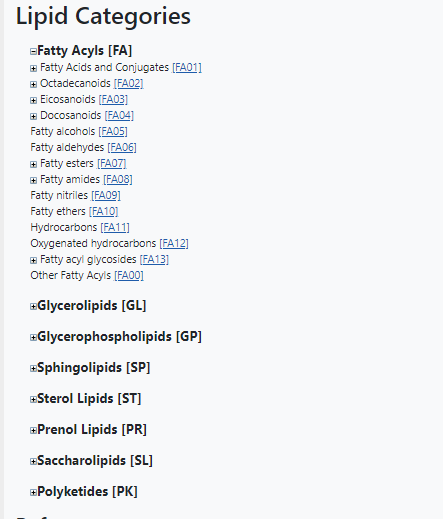 Lipid Categories
Fatty Acyls [FA]
Fatty Acids and Conjugates [FA01]
Octadecanoids [FA02]
Eicosanoids [FA03]
Docosanoids [FA04]
Fatty alcohols [FA05]
Fatty aldehydes [FA06]
Fatty esters [FA07]
Fatty amides [FA08]
Fatty nitriles [FA09]
Fatty ethers [FA10]
Hydrocarbons [FA11]
Oxygenated hydrocarbons [FA12]
Fatty acyl glycosides [FA13]
Other Fatty Acyls [FA00]
Glycerolipids [GL]
Glycerophospholipids [GP]
Sphingolipids [SP]
Sterol Lipids [ST]
Prenol Lipids [PR]
Saccharolipids [SL]
Polyketides [PK]